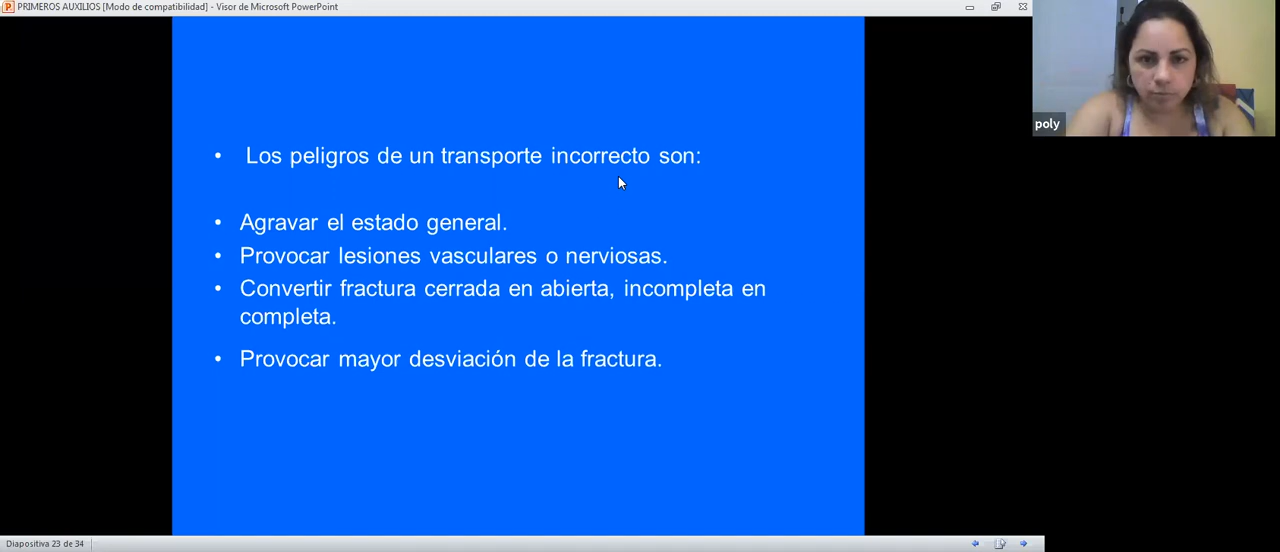 PRIMEROS AUXILIOS [Modo de compatibilidad] - Visor de Microsoft PowerPoint
poly
• Los peligros de un transporte incorrecto son:
• Agravar el estado general.
• Provocar lesiones vasculares o nerviosas.
• Convertir fractura cerrada en abierta, incompleta en
completa.
• Provocar mayor desviación de la fractura.
Diapositiva 23 de 34